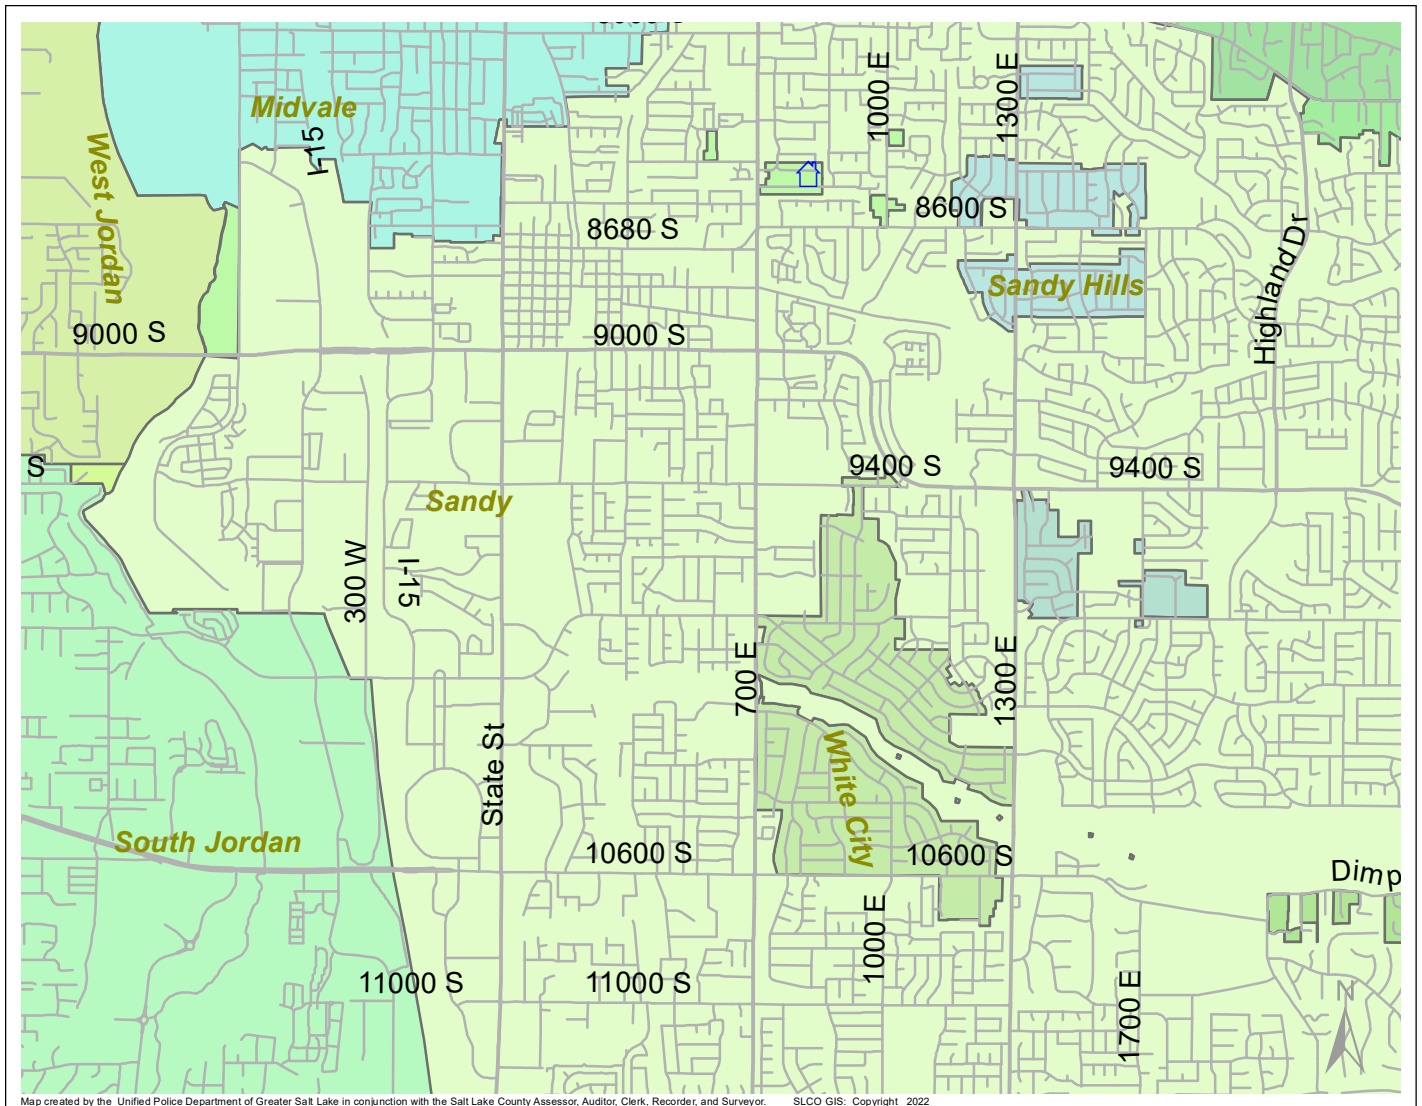 1000 E
1300 E
Midvale
I-15
West Jordan
8600 S
8680 S
Highland Dr
Sandy Hills
9000 S
9000 S
S
9400 S
9400 S
Sandy
300 W
I-15
700 E
1300 E
State St
White City
South Jordan
10600 S
10600 S
Dimp
1000 E
11000 S
11000 S
1700 E
N
Map created by the Unified Police Department of Greater Salt Lake in conjunction with the Salt Lake County Assessor, Auditor, Clerk, Recorder, and Surveyor. SLCO GIS: Copyright 2022